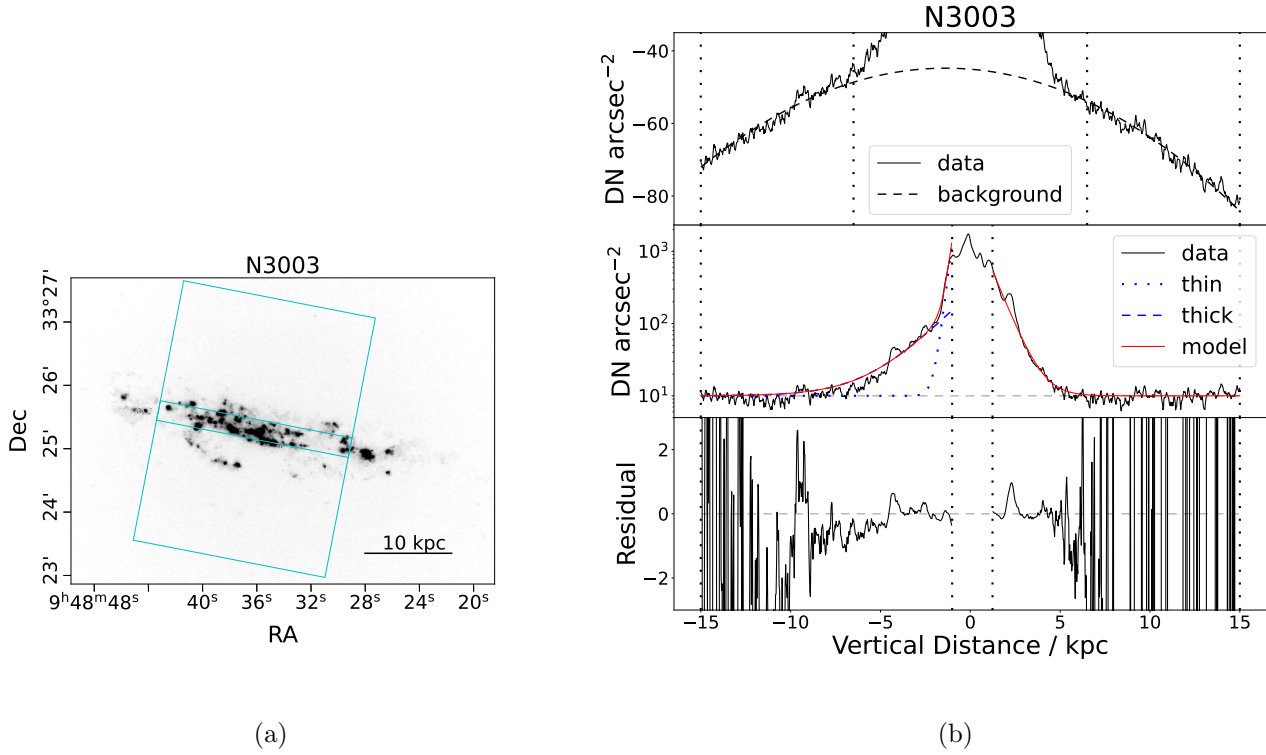 N3003
33°27'
26'
25'
24'
23'
Dec
10 kpc
9ʰ48ᵐ48ˢ 40ˢ 36ˢ 32ˢ 28ˢ 24ˢ 20ˢ
RA
(a)
N3003
−40
−60
−80
DN arcsec⁻²
data
background
10³
10²
10¹
DN arcsec⁻²
data
thin
thick
model
2
0
−2
Residual
−15 −10 −5 0 5 10 15
Vertical Distance / kpc
(b)